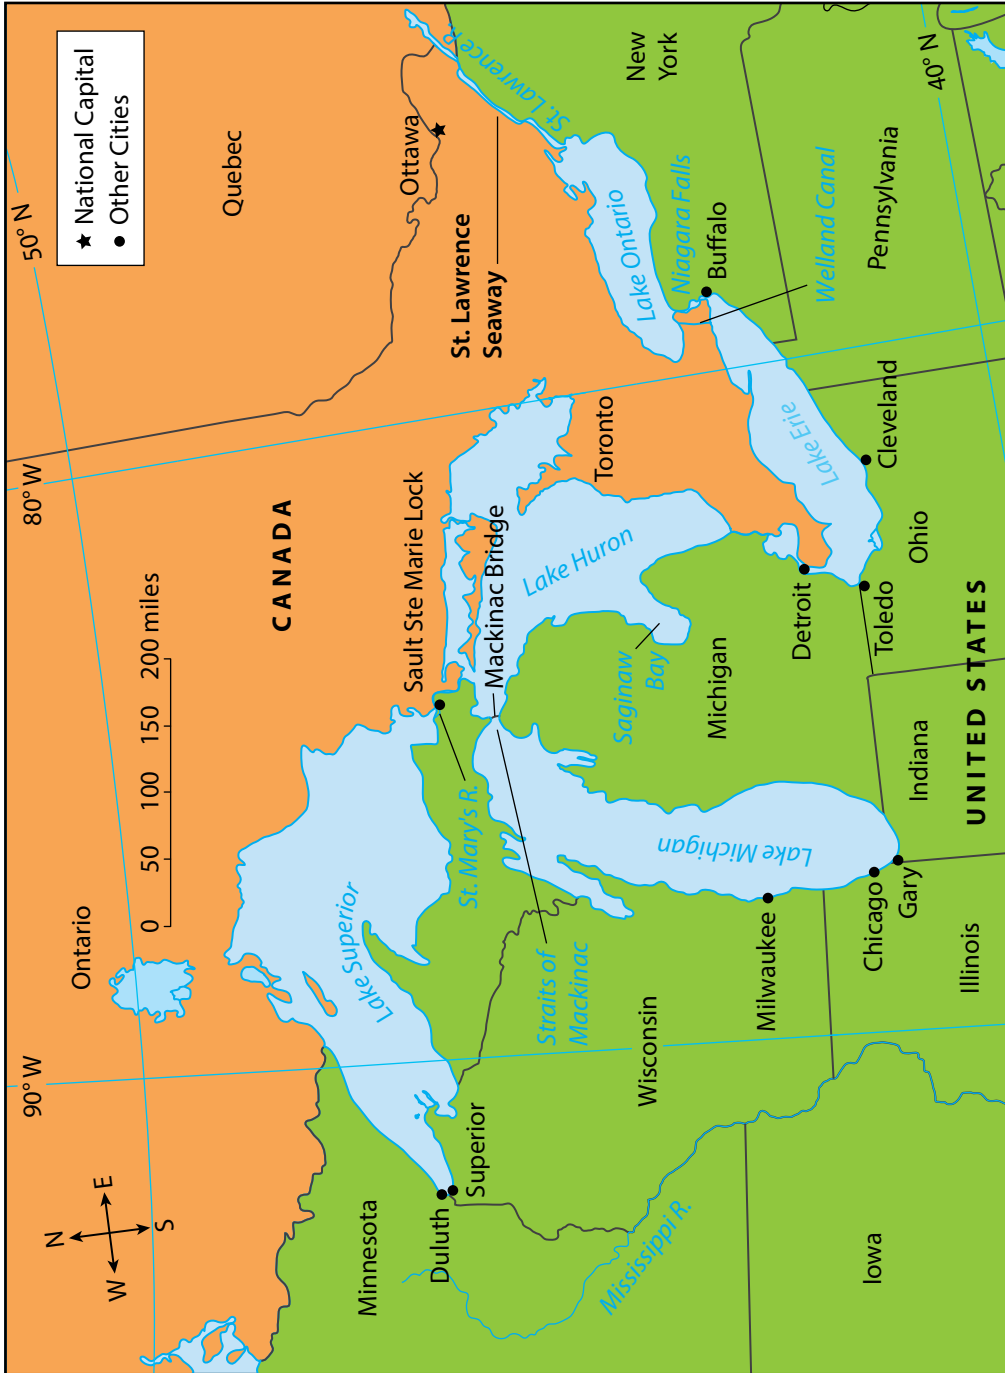 50° N
80° W
90° W
40° N
National Capital
Other Cities
N
E
S
W
0 50 100 150 200 miles
Ontario
Quebec
CANADA
Ottawa
St. Lawrence R.
St. Lawrence
Seaway
Sault Ste Marie Lock
Mackinac Bridge
Toronto
New
York
Lake Superior
St. Mary's R.
Lake Huron
Lake Ontario
Niagara Falls
Buffalo
Welland Canal
Minnesota
Duluth
Superior
Straits of
Mackinac
Saginaw
Bay
Michigan
Lake Michigan
Lake Erie
Pennsylvania
Mississippi R.
Wisconsin
Milwaukee
Detroit
Cleveland
Toledo
Ohio
Chicago
Gary
Iowa
Illinois
Indiana
UNITED STATES